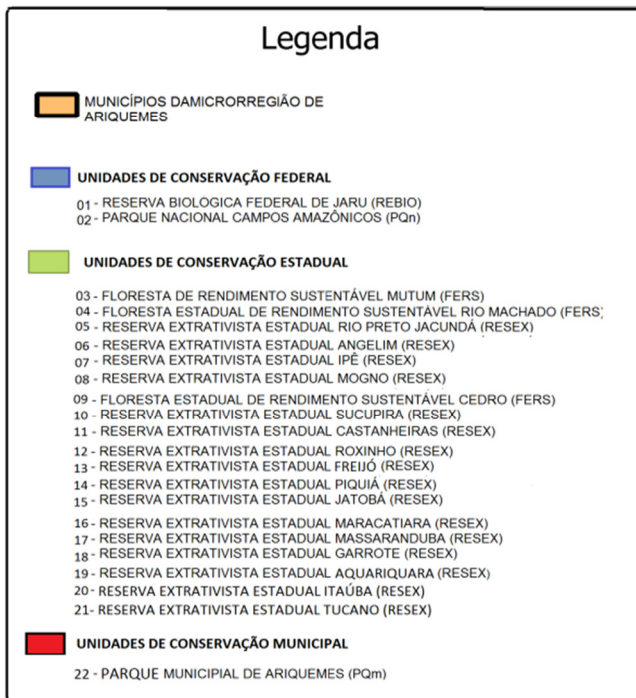 Legenda
MUNICÍPIOS DAMICRORREGIÃO DE
ARIQUEMES
UNIDADES DE CONSERVAÇÃO FEDERAL
01 - RESERVA BIOLOGICA FEDERAL DE JARU (REBIO)
02 - PARQUE NACIONAL CAMPOS AMAZÔNICOS (PQn)
UNIDADES DE CONSERVAÇÃO ESTADUAL
03 - FLORESTA DE RENDIMENTO SUSTENTÁVEL MUTUM (FERS)
04 - FLORESTA ESTADUAL DE RENDIMENTO SUSTENTÁVEL RIO MACHADO (FERS)
05 - RESERVA EXTRATIVISTA ESTADUAL RIO PRETO JACUNDÁ (RESEX)
06 - RESERVA EXTRATIVISTA ESTADUAL ANGELIM (RESEX)
07 - RESERVA EXTRATIVISTA ESTADUAL IPÊ (RESEX)
08 - RESERVA EXTRATIVISTA ESTADUAL MOGNO (RESEX)
09 - FLORESTA ESTADUAL DE RENDIMENTO SUSTENTÁVEL CEDRO (FERS)
10 - RESERVA EXTRATIVISTA ESTADUAL SUCUPIRA (RESEX)
11 - RESERVA EXTRATIVISTA ESTADUAL CASTANHEIRAS (RESEX)
12 - RESERVA EXTRATIVISTA ESTADUAL ROXINHO (RESEX)
13 - RESERVA EXTRATIVISTA ESTADUAL FREIJÓ (RESEX)
14 - RESERVA EXTRATIVISTA ESTADUAL PIQUIÁ (RESEX)
15 - RESERVA EXTRATIVISTA ESTADUAL JATOBÁ (RESEX)
16 - RESERVA EXTRATIVISTA ESTADUAL MARACATIARA (RESEX)
17 - RESERVA EXTRATIVISTA ESTADUAL MASSARANDUBA (RESEX)
18 - RESERVA EXTRATIVISTA ESTADUAL GARROTE (RESEX)
19 - RESERVA EXTRATIVISTA ESTADUAL AQUARIQUARA (RESEX)
20 - RESERVA EXTRATIVISTA ESTADUAL ITAÚBA (RESEX)
21- RESERVA EXTRATIVISTA ESTADUAL TUCANO (RESEX)
UNIDADES DE CONSERVAÇÃO MUNICIPAL
22 - PARQUE MUNICIPAL DE ARIQUEMES (PQm)